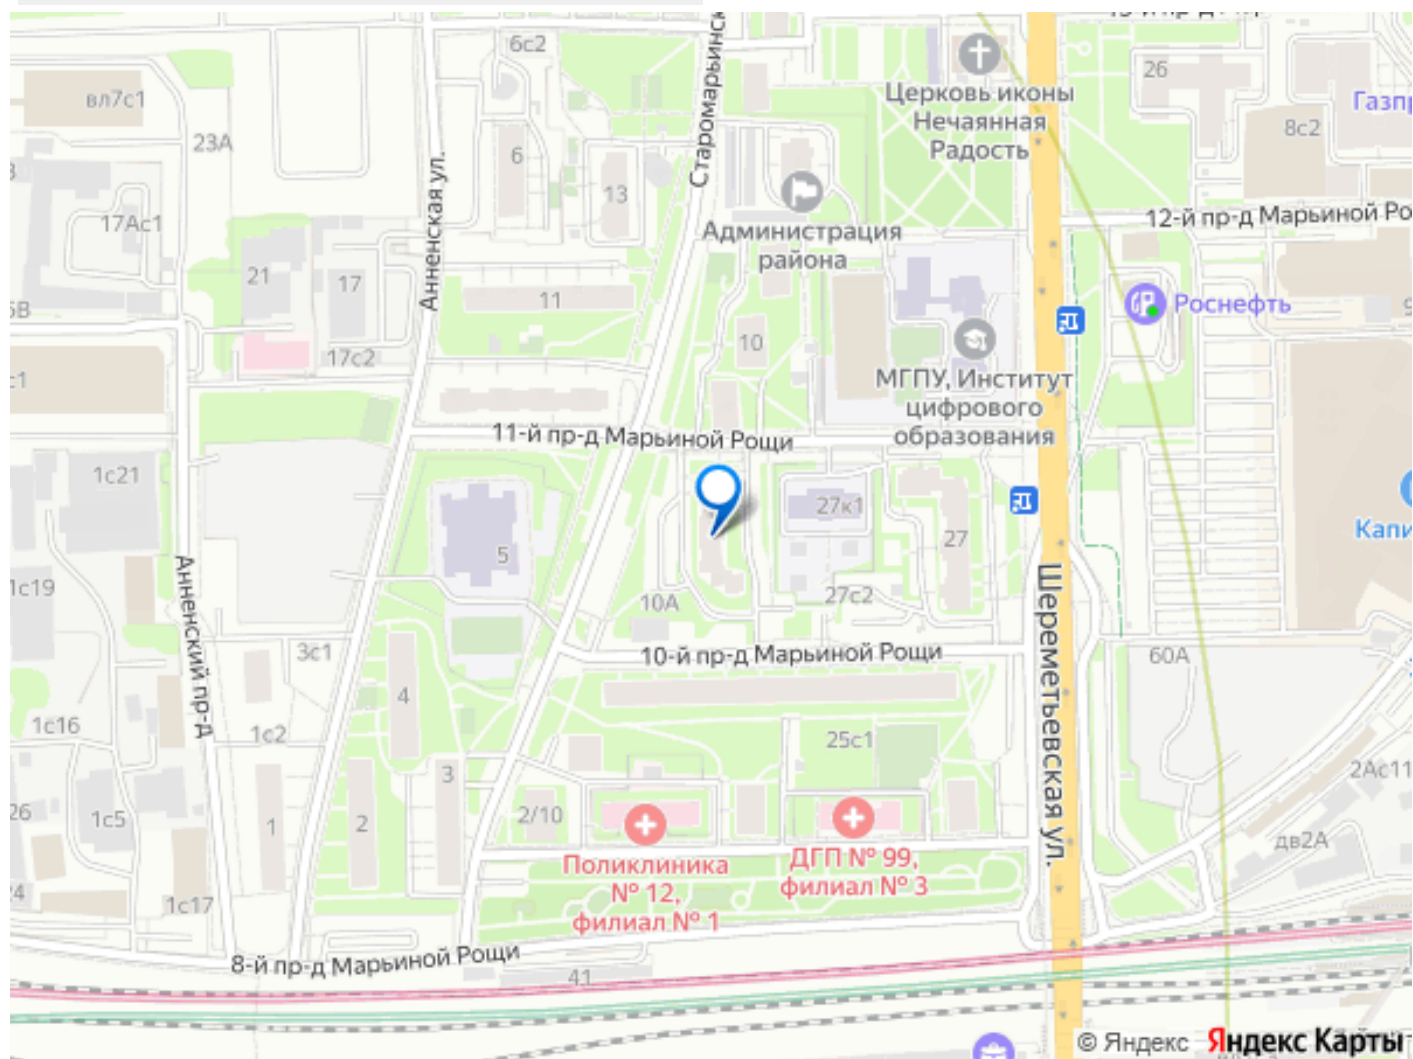 6с2
26
вл7с1
Церковь иконы
Нечаянная
Радость
Газпр
8с2
23А
6
13
Анненская ул.
Старомарьинск
17Ас1
Администрация
района
12-й пр-д Марьиной Ро
21
17
11
Роснефть
6В
10
17с2
с1
МГПУ, Институт
цифрового
образования
11-й пр-д Марьиной Рощи
1с21
27к1
5
27
Капи
1с19
Анненский пр-д
10А
27с2
Шереметьевская ул.
3с1
10-й пр-д Марьиной Рощи
60А
4
1с16
1с2
25с1
3
2Ас11
26
1с5
1
2
2/10
дв2А
Поликлиника
№ 12,
филиал № 1
ДГП № 99,
филиал № 3
24
1с17
8-й пр-д Марьиной Рощи
41
© Яндекс Яндекс Карты